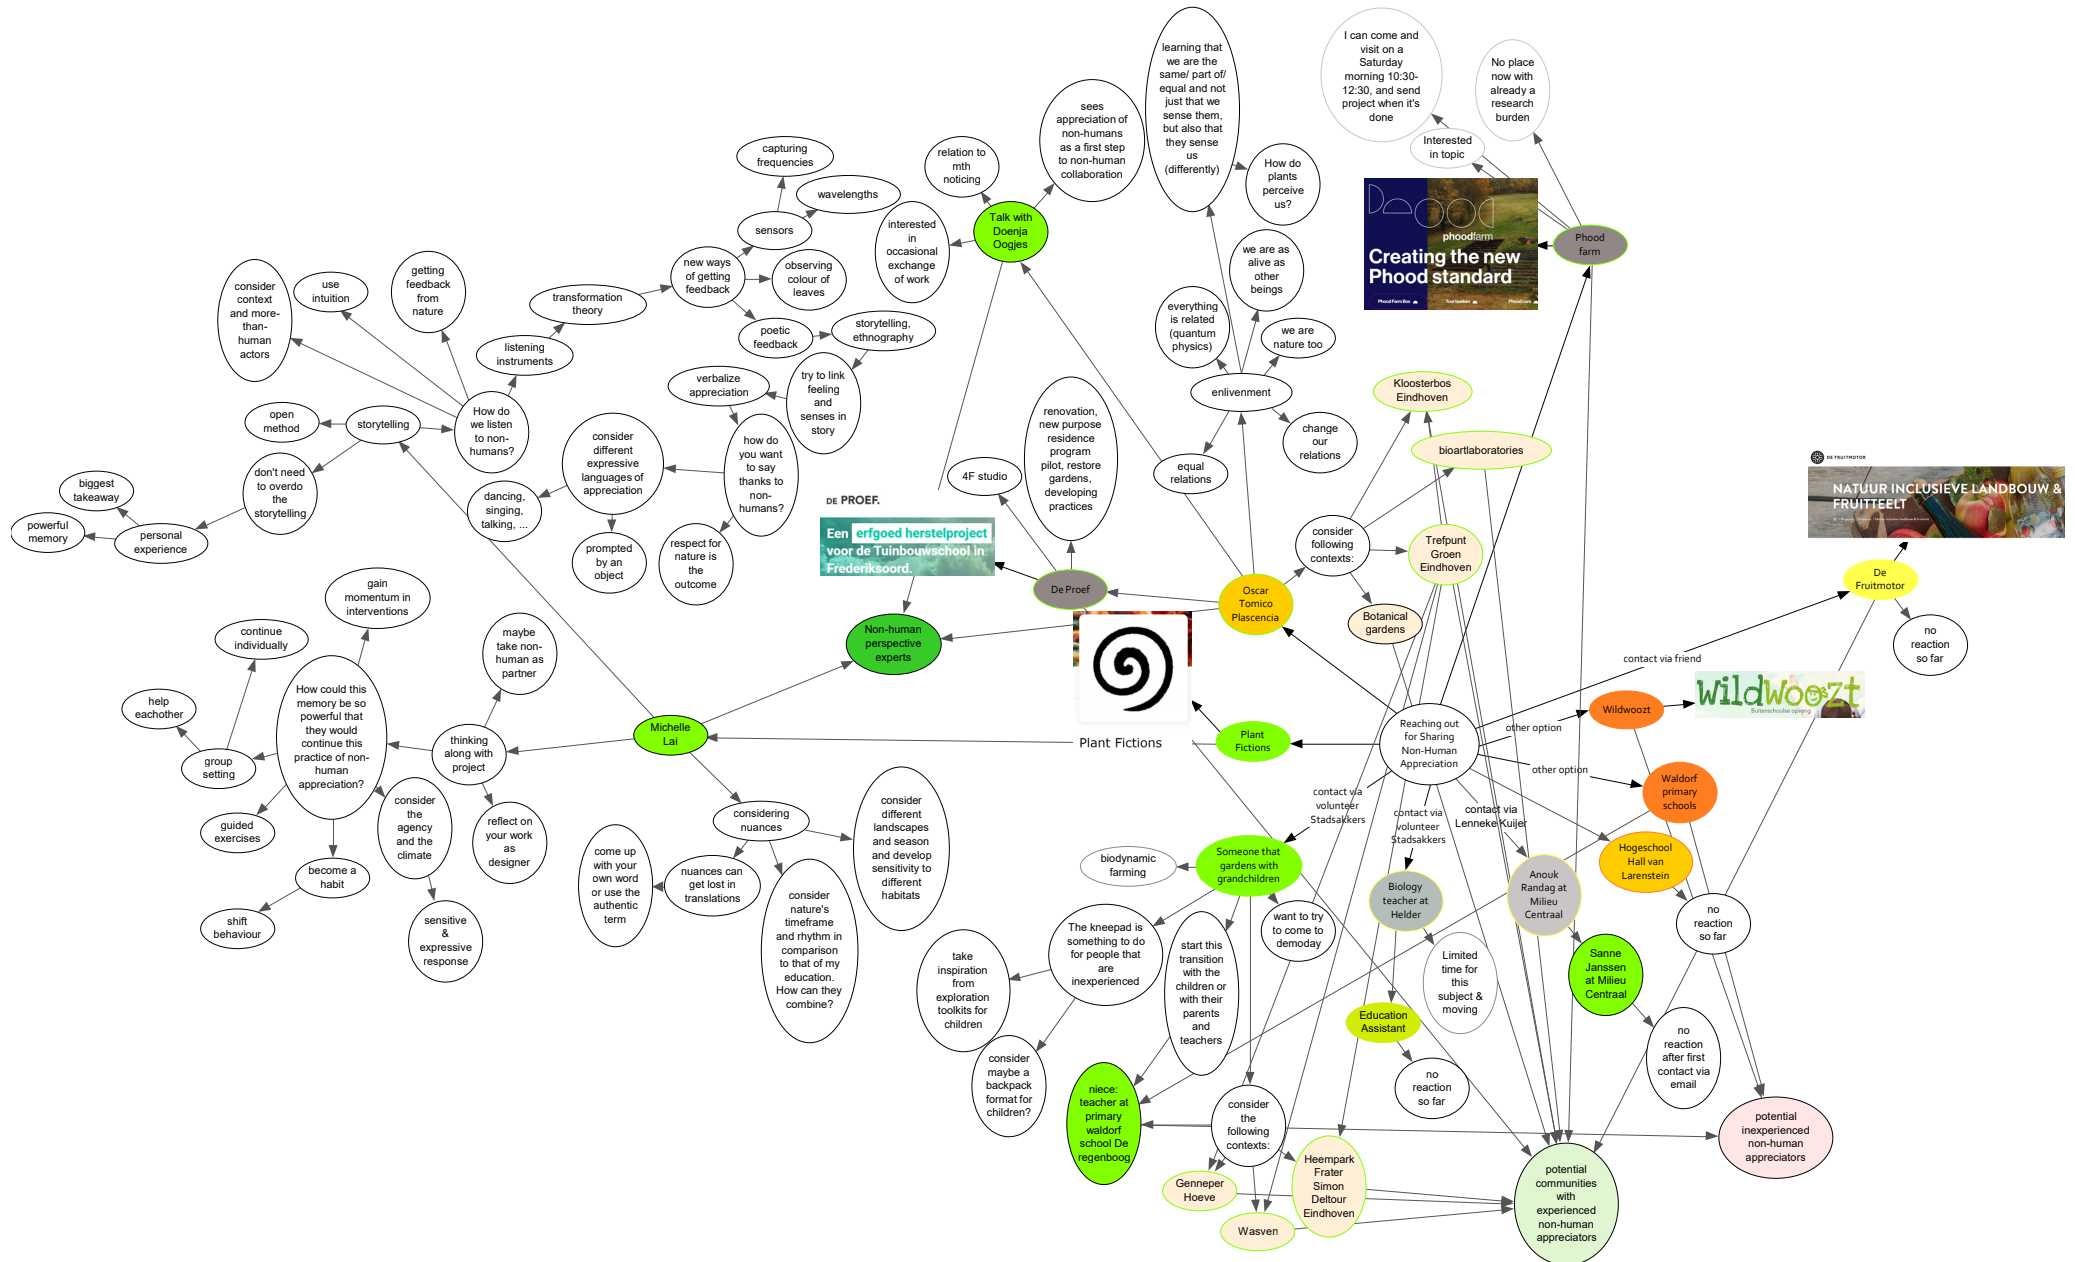 I can come and
visit on a
Saturday
morning 10:30-
12:30, and send
project when it's
done
No place
now with
already a
research
burden
Interested
in topic
learning that
we are the
same/ part of/
equal and not
just that we
sense them,
but also that
they sense
us
(differently)
How do
plants
perceive
us?
sees
appreciation of
non-humans
as a first step
to non-human
collaboration
relation to
mth
noticing
Talk with
Doenja
Oogjes
interested
in
occasional
exchange
of work
capturing
frequencies
wavelengths
sensors
new ways
of getting
feedback
observing
colour of
leaves
poetic
feedback
storytelling,
ethnography
try to link
feeling
and
senses in
story
verbalize
appreciation
how do
you want
to say
thanks to
non-
humans?
consider
different
expressive
languages of
appreciation
dancing,
singing,
talking, ...
prompted
by an
object
respect for
nature is
the
outcome
transformation
theory
listening
instruments
getting
feedback
from
nature
use
intuition
consider
context
and more-
than-
human
actors
How do
we listen
to non-
humans?
storytelling
open
method
don't need
to overdo
the
storytelling
personal
experience
biggest
takeaway
powerful
memory
phoodfarm
Creating the new
Phood standard
Phood Farm Box
Phood
farm
we are as
alive as
other
beings
everything
is related
(quantum
physics)
we are
nature too
enlivenment
change
our
relations
equal
relations
Kloosterbos
Eindhoven
bioartlaboratories
Trefpunt
Groen
Eindhoven
consider
following
contexts:
Botanical
gardens
renovation,
new purpose
residence
program
pilot, restore
gardens,
developing
practices
4F studio
DE PROEF.
Een erfgoed herstelproject
voor de Tuinbouwschool in
Frederiksoord.
De Proef
Oscar
Tomico
Plascencia
Non-human
perspective
experts
DE FRUITMOTOR
NATUUR INCLUSIEVE LANDBOUW &
FRUITTEELT
De
Fruitmotor
no
reaction
so far
contact via friend
wildwoozt
Buitenschoolse opvang
Wildwoozt
other option
Waldorf
primary
schools
other option
Reaching out
for Sharing
Non-Human
Appreciation
Plant
Fictions
Plant Fictions
Michelle
Lai
thinking
along with
project
maybe
take non-
human as
partner
reflect on
your work
as
designer
How could this
memory be so
powerful that
they would
continue this
practice of non-
human
appreciation?
gain
momentum in
interventions
continue
individually
help
eachother
group
setting
guided
exercises
become a
habit
shift
behaviour
consider
the
agency
and the
climate
sensitive
&
expressive
response
considering
nuances
nuances can
get lost in
translations
come up
with your
own word
or use the
authentic
term
consider
nature's
timeframe
and rhythm in
comparison
to that of my
education.
How can they
combine?
consider
different
landscapes
and season
and develop
sensitivity to
different
habitats
contact via
volunteer
Stadsakkers
contact via
volunteer
Stadsakkers
contact via
Lenneke Kuijer
Someone that
gardens with
grandchildren
biodynamic
farming
The kneepad is
something to do
for people that
are
inexperienced
take
inspiration
from
exploration
toolkits for
children
consider
maybe a
backpack
format for
children?
start this
transition
with the
children or
with their
parents
and
teachers
want to try
to come to
demoday
Biology
teacher at
Helder
Limited
time for
this
subject &
moving
Education
Assistant
no
reaction
so far
Anouk
Randag at
Milieu
Centraal
Sanne
Janssen
at Milieu
Centraal
no
reaction
after first
contact via
email
Hogeschool
Hall van
Larenstein
no
reaction
so far
niece:
teacher at
primary
waldorf
school De
regenboog
consider
the
following
contexts:
Genneper
Hoeve
Wasven
Heempark
Frater
Simon
Deltour
Eindhoven
potential
communities
with
experienced
non-human
appreciators
potential
inexperienced
non-human
appreciators